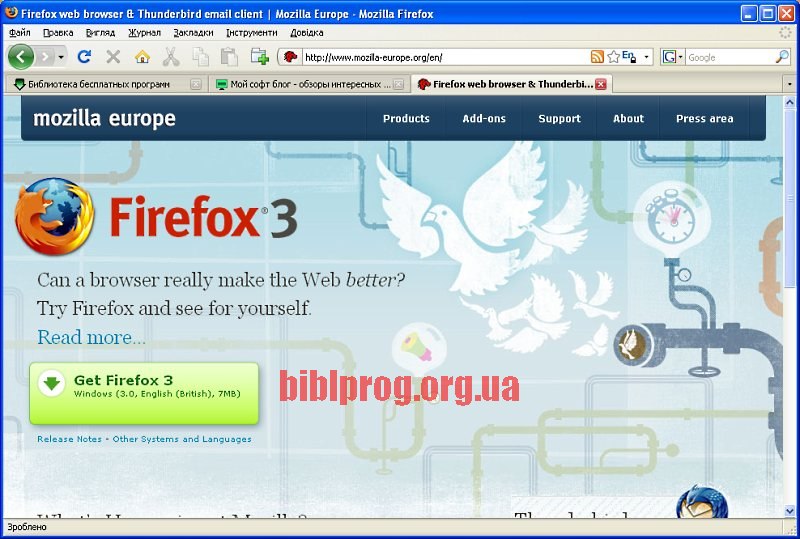 Firefox web browser & Thunderbird email client | Mozilla Europe - Mozilla Firefox
Файл Правка Вигляд Журнал Закладки Інструменти Довідка
http://www.mozilla-europe.org/en/
En
G Google
Библиотека бесплатных программ
Мой софт блог - обзоры интересных ...
Firefox web browser & Thunderbi...
mozilla europe
Products Add-ons Support About Press area
Firefox® 3
Can a browser really make the Web better?
Try Firefox and see for yourself.
Read more...
Get Firefox 3
Windows (3.0, English (British), 7MB)
biblprog.org.ua
Release Notes - Other Systems and Languages
Зроблено